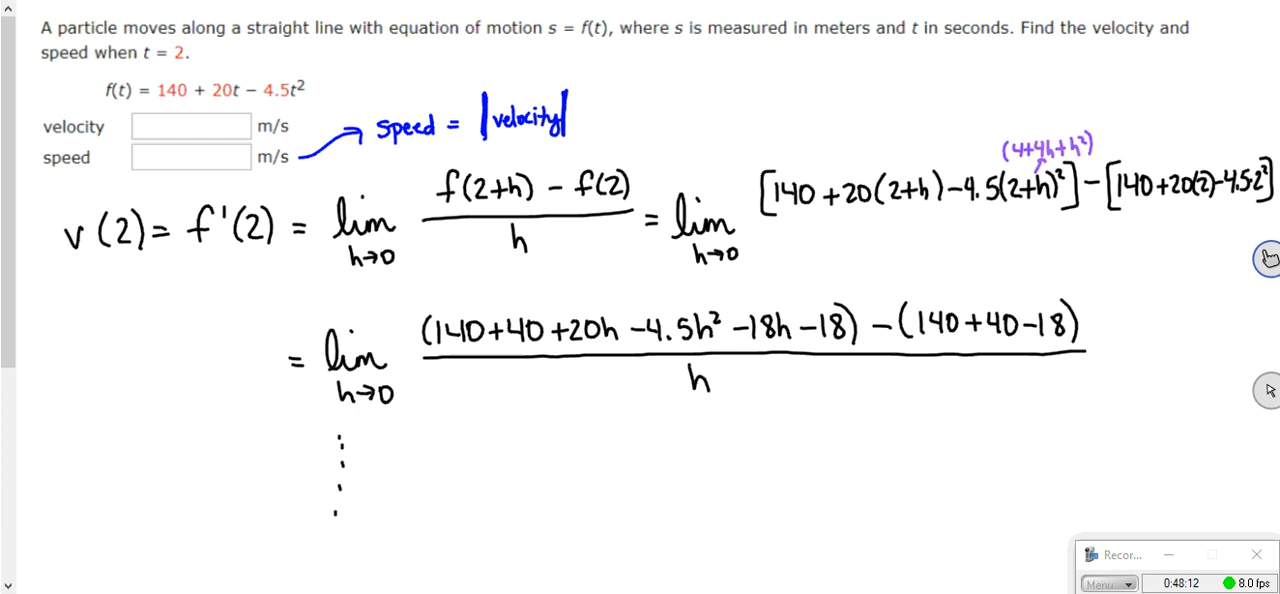 A particle moves along a straight line with equation of motion s = f(t), where s is measured in meters and t in seconds. Find the velocity and
speed when t = 2.
f(t) = 140 + 20t − 4.5t²
velocity m/s
speed m/s
speed = |velocity|
(4+4h+h²)
v(2) = f'(2) = lim h→0 f(2+h) − f(2) / h = lim h→0 [140+20(2+h)−4.5(2+h)²]−[140+20(2)−4.5·2²]
= lim h→0 (140+40+20h−4.5h²−18h−18)−(140+40−18) / h
Recor...
Menu 0:48:12 8.0 fps